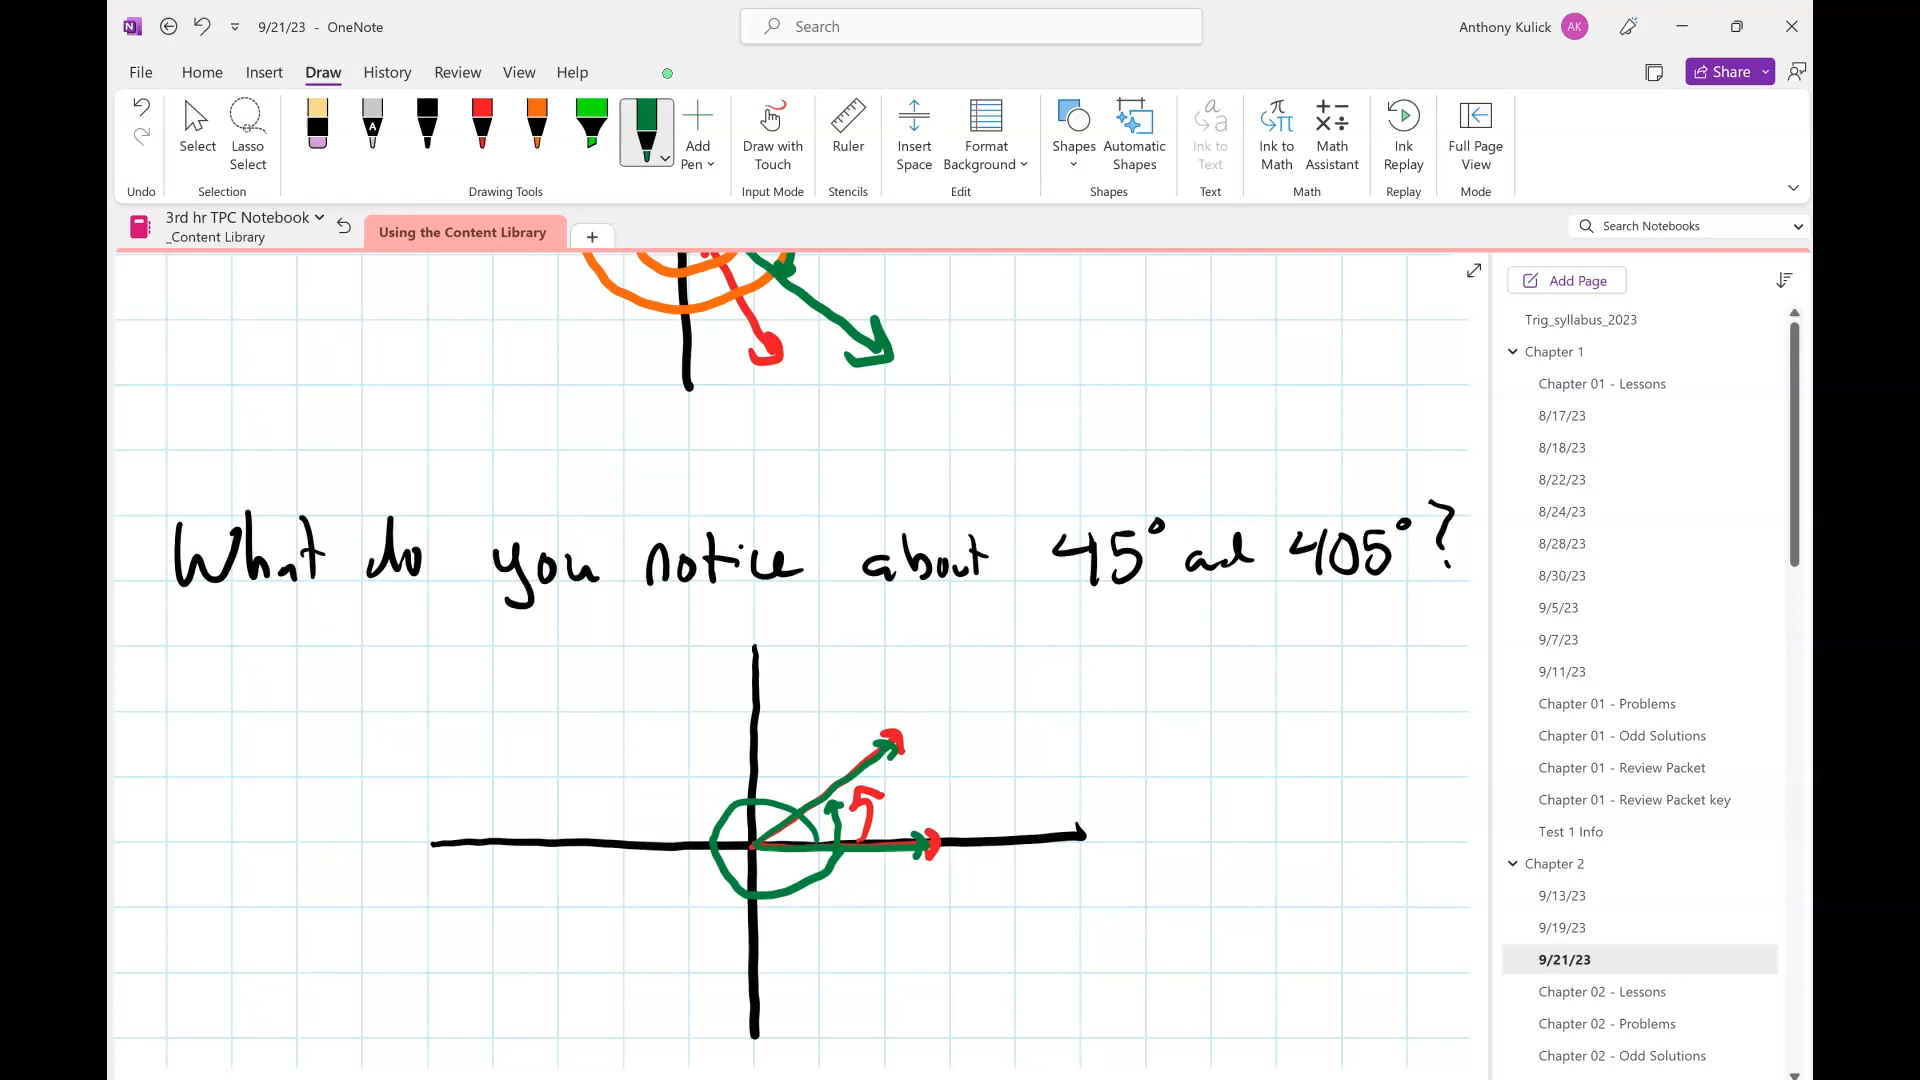 9/21/23 - OneNote
Search
Anthony Kulick
AK
File Home Insert Draw History Review View Help
Share
Undo
Select
Lasso Select
Selection
A
Add Pen
Drawing Tools
Draw with Touch
Input Mode
Ruler
Stencils
Insert Space
Format Background
Edit
Shapes
Automatic Shapes
Shapes
Ink to Text
Text
Ink to Math
Math Assistant
Math
Ink Replay
Replay
Full Page View
Mode
3rd hr TPC Notebook
_Content Library
Using the Content Library
Search Notebooks
What do you notice about 45° ad 405°?
Add Page
Trig_syllabus_2023
Chapter 1
Chapter 01 - Lessons
8/17/23
8/18/23
8/22/23
8/24/23
8/28/23
8/30/23
9/5/23
9/7/23
9/11/23
Chapter 01 - Problems
Chapter 01 - Odd Solutions
Chapter 01 - Review Packet
Chapter 01 - Review Packet key
Test 1 Info
Chapter 2
9/13/23
9/19/23
9/21/23
Chapter 02 - Lessons
Chapter 02 - Problems
Chapter 02 - Odd Solutions